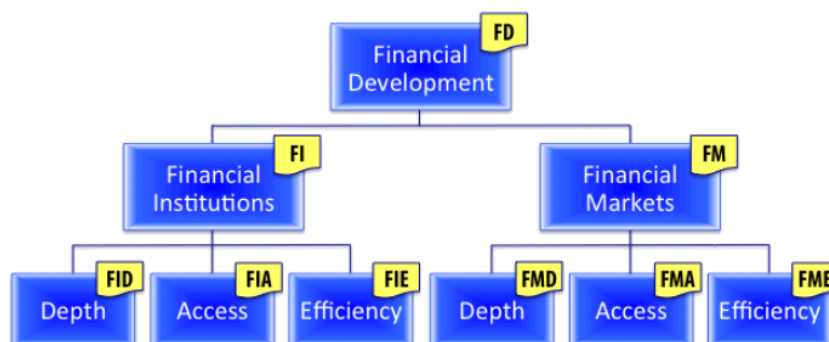 FD
Financial
Development
FI
Financial
Institutions
FM
Financial
Markets
FID
Depth
FIA
Access
FIE
Efficiency
FMD
Depth
FMA
Access
FME
Efficiency